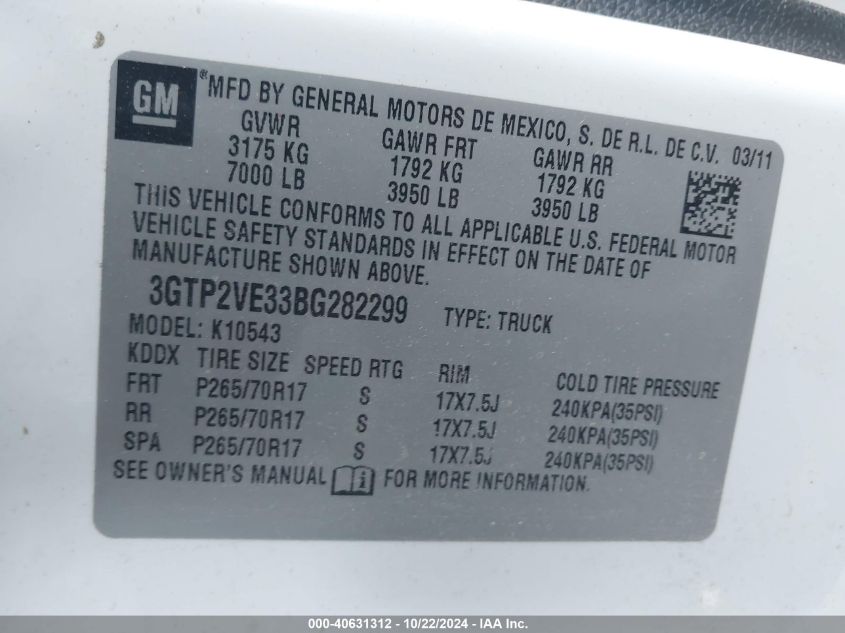 GM
®MFD BY GENERAL MOTORS DE MEXICO, S. DE R.L. DE C.V. 03/11
GVWR GAWR FRT GAWR RR
3175 KG 1792 KG 1792 KG
7000 LB 3950 LB 3950 LB
THIS VEHICLE CONFORMS TO ALL APPLICABLE U.S. FEDERAL MOTOR
VEHICLE SAFETY STANDARDS IN EFFECT ON THE DATE OF
MANUFACTURE SHOWN ABOVE.
3GTP2VE33BG282299 TYPE: TRUCK
MODEL: K10543
KDDX TIRE SIZE SPEED RTG RIM COLD TIRE PRESSURE
FRT P265/70R17 S 17X7.5J 240KPA(35PSI)
RR P265/70R17 S 17X7.5J 240KPA(35PSI)
SPA P265/70R17 S 17X7.5J 240KPA(35PSI)
SEE OWNER'S MANUAL i FOR MORE INFORMATION.
000-40631312 - 10/22/2024 - IAA Inc.